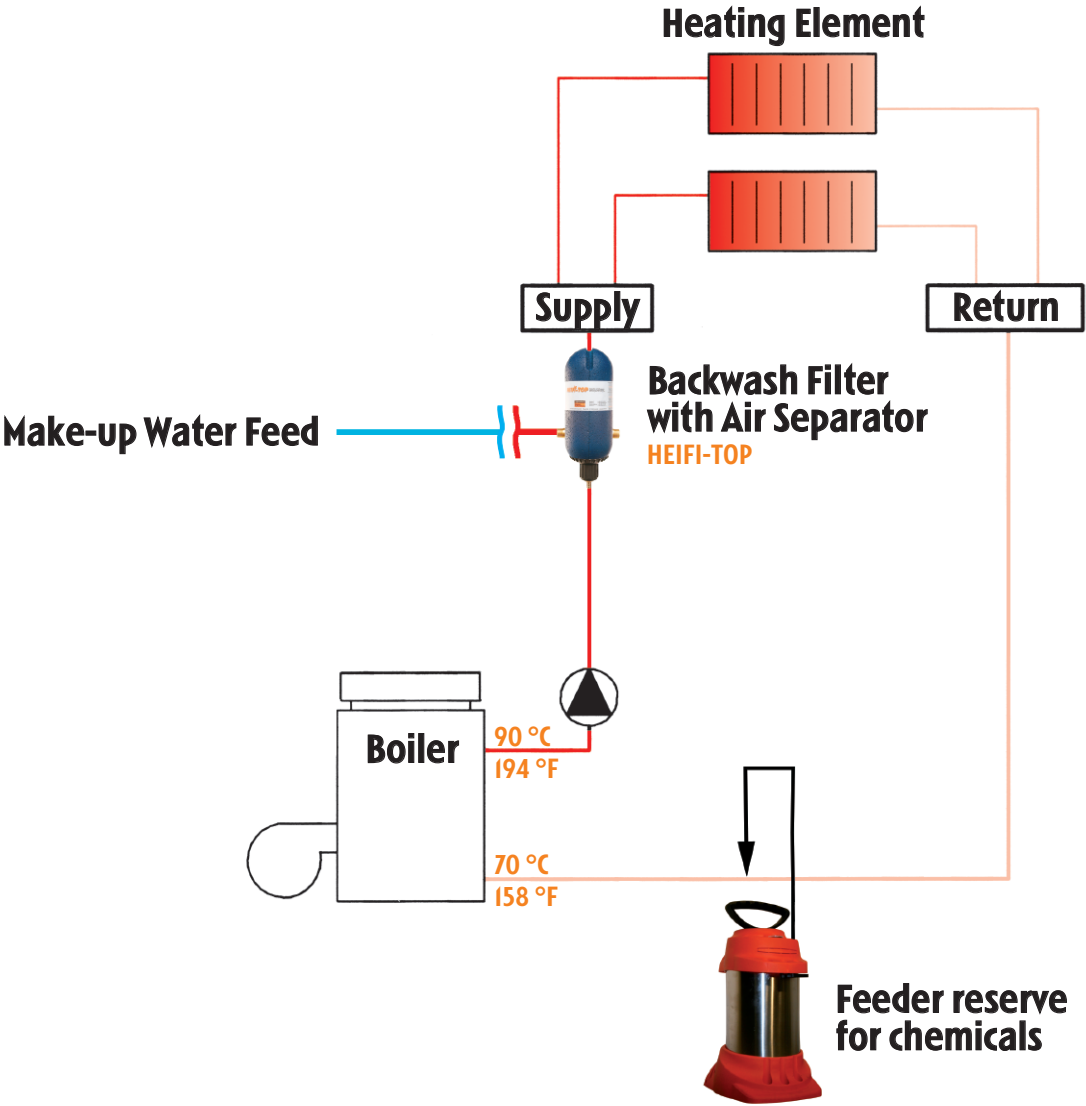 Heating Element
Supply
Return
Backwash Filter
with Air Separator
HEIFI-TOP
Make-up Water Feed
Boiler
90 °C
194 °F
70 °C
158 °F
Feeder reserve
for chemicals